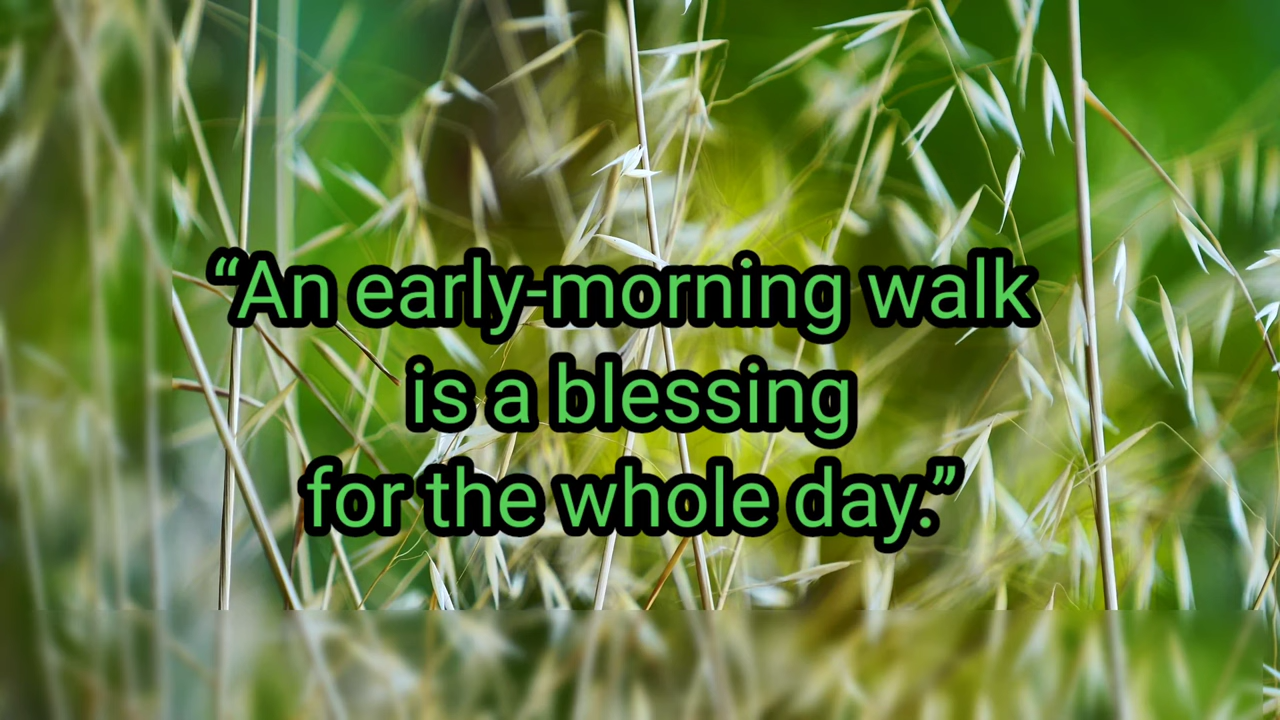 “An early-morning walk
is a blessing
for the whole day.”